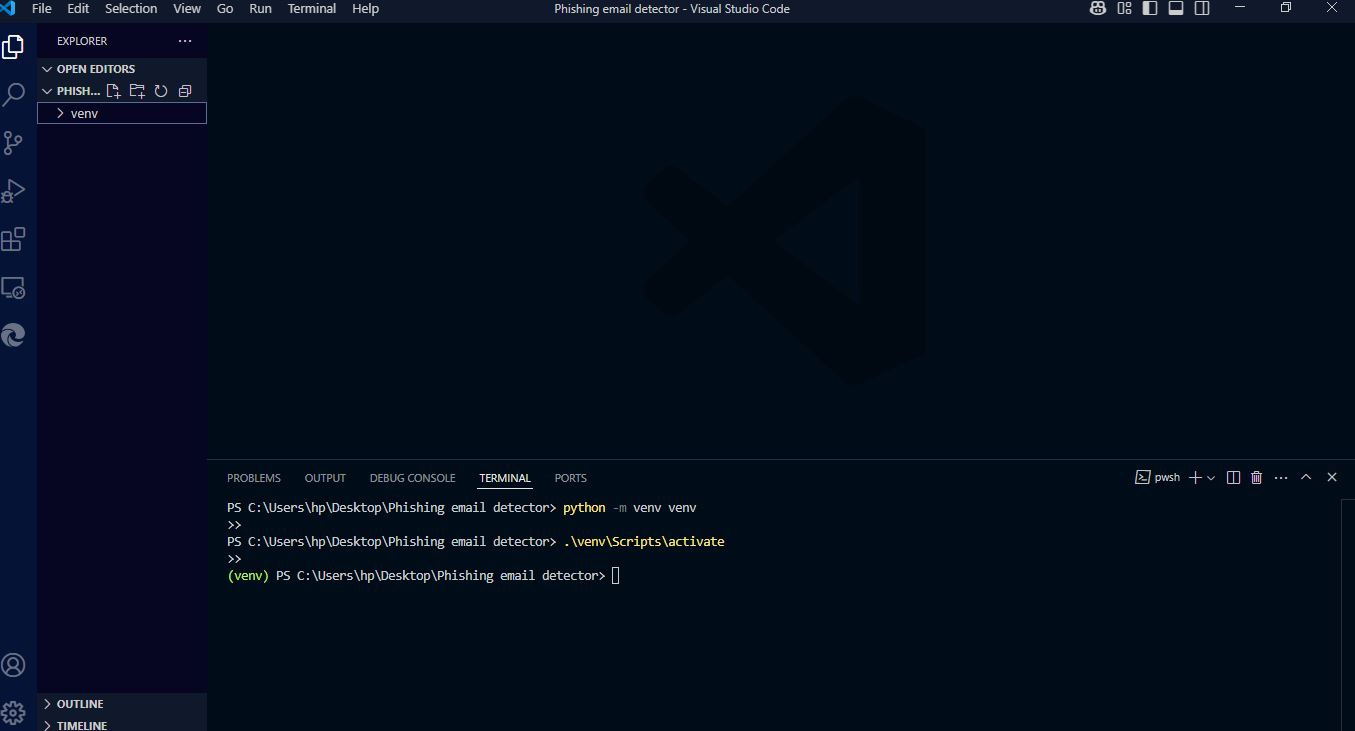 File Edit Selection View Go Run Terminal Help Phishing email detector - Visual Studio Code
EXPLORER
OPEN EDITORS
PHISH...
venv
PROBLEMS OUTPUT DEBUG CONSOLE TERMINAL PORTS pwsh
PS C:\Users\hp\Desktop\Phishing email detector> python -m venv venv
>>
PS C:\Users\hp\Desktop\Phishing email detector> .\venv\Scripts\activate
>>
(venv) PS C:\Users\hp\Desktop\Phishing email detector>
OUTLINE
TIMELINE